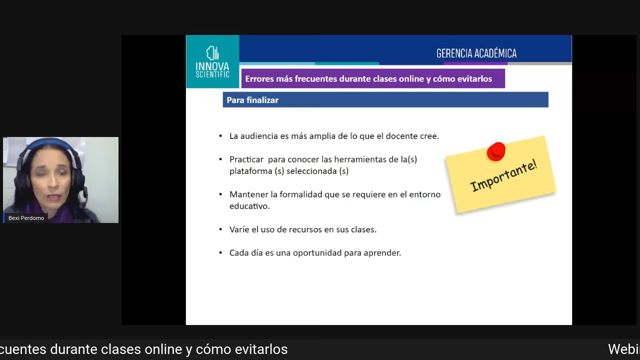 INNOVA
SCIENTIFIC
GERENCIA ACADÉMICA
Errores más frecuentes durante clases online y cómo evitarlos
Para finalizar
• La audiencia es más amplia de lo que el docente cree.
• Practicar para conocer las herramientas de la(s)
plataforma (s) seleccionada (s)
• Mantener la formalidad que se requiere en el entorno
educativo.
• Varíe el uso de recursos en sus clases.
• Cada día es una oportunidad para aprender.
Importante!
Bexi Perdomo
cuentes durante clases online y cómo evitarlos
Webi